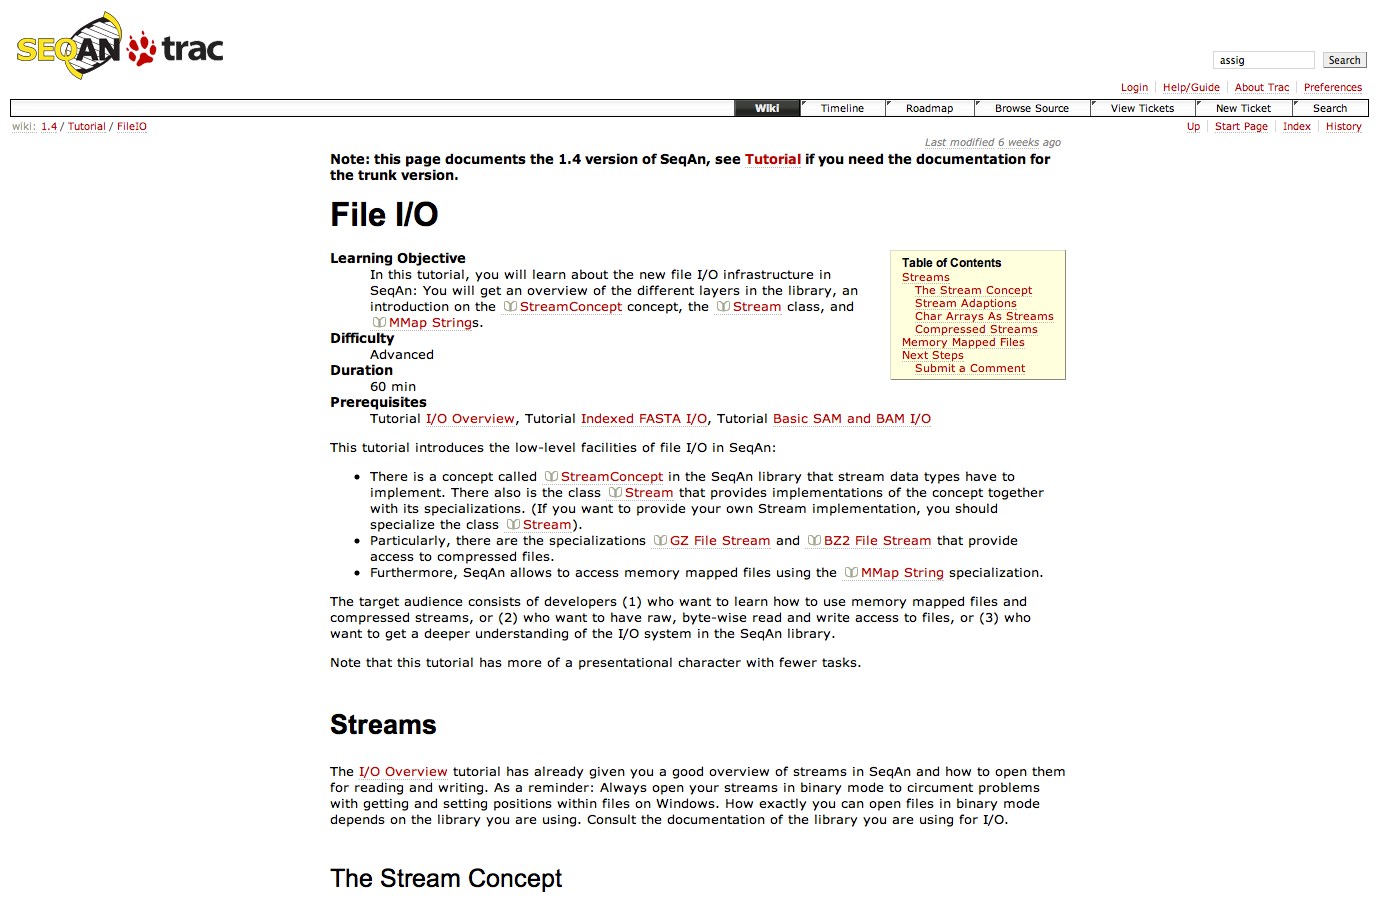 SEQAN trac
assig Search
Login Help/Guide About Trac Preferences
Wiki Timeline Roadmap Browse Source View Tickets New Ticket Search
wiki: 1.4 / Tutorial / FileIO
Up Start Page Index History
Last modified 6 weeks ago
Note: this page documents the 1.4 version of SeqAn, see Tutorial if you need the documentation for
the trunk version.
File I/O
Learning Objective
In this tutorial, you will learn about the new file I/O infrastructure in
SeqAn: You will get an overview of the different layers in the library, an
introduction on the StreamConcept concept, the Stream class, and
MMap Strings.
Difficulty
Advanced
Duration
60 min
Prerequisites
Tutorial I/O Overview, Tutorial Indexed FASTA I/O, Tutorial Basic SAM and BAM I/O
Table of Contents
Streams
The Stream Concept
Stream Adaptions
Char Arrays As Streams
Compressed Streams
Memory Mapped Files
Next Steps
Submit a Comment
This tutorial introduces the low-level facilities of file I/O in SeqAn:
• There is a concept called StreamConcept in the SeqAn library that stream data types have to
implement. There also is the class Stream that provides implementations of the concept together
with its specializations. (If you want to provide your own Stream implementation, you should
specialize the class Stream).
• Particularly, there are the specializations GZ File Stream and BZ2 File Stream that provide
access to compressed files.
• Furthermore, SeqAn allows to access memory mapped files using the MMap String specialization.
The target audience consists of developers (1) who want to learn how to use memory mapped files and
compressed streams, or (2) who want to have raw, byte-wise read and write access to files, or (3) who
want to get a deeper understanding of the I/O system in the SeqAn library.
Note that this tutorial has more of a presentational character with fewer tasks.
Streams
The I/O Overview tutorial has already given you a good overview of streams in SeqAn and how to open them
for reading and writing. As a reminder: Always open your streams in binary mode to circument problems
with getting and setting positions within files on Windows. How exactly you can open files in binary mode
depends on the library you are using. Consult the documentation of the library you are using for I/O.
The Stream Concept